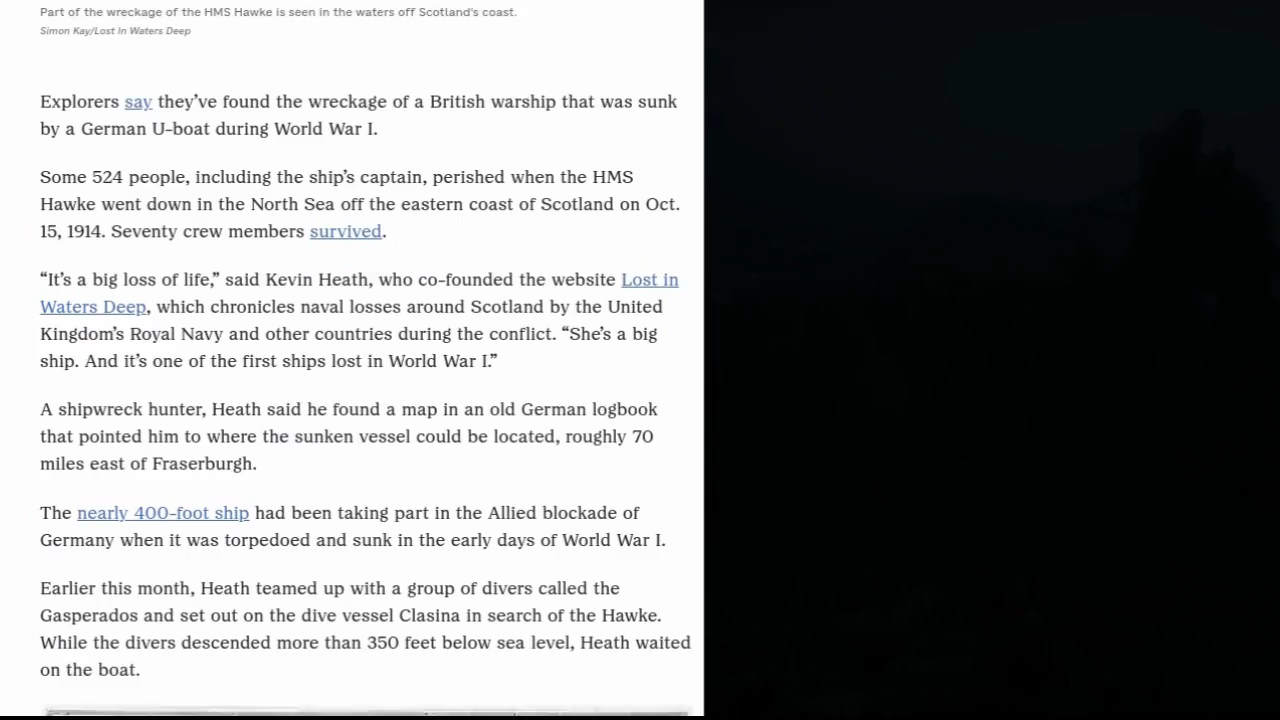 Part of the wreckage of the HMS Hawke is seen in the waters off Scotland's coast.
Simon Kay/Lost In Waters Deep
Explorers say they’ve found the wreckage of a British warship that was sunk
by a German U-boat during World War I.
Some 524 people, including the ship’s captain, perished when the HMS
Hawke went down in the North Sea off the eastern coast of Scotland on Oct.
15, 1914. Seventy crew members survived.
“It’s a big loss of life,” said Kevin Heath, who co-founded the website Lost in
Waters Deep, which chronicles naval losses around Scotland by the United
Kingdom’s Royal Navy and other countries during the conflict. “She’s a big
ship. And it’s one of the first ships lost in World War I.”
A shipwreck hunter, Heath said he found a map in an old German logbook
that pointed him to where the sunken vessel could be located, roughly 70
miles east of Fraserburgh.
The nearly 400-foot ship had been taking part in the Allied blockade of
Germany when it was torpedoed and sunk in the early days of World War I.
Earlier this month, Heath teamed up with a group of divers called the
Gasperados and set out on the dive vessel Clasina in search of the Hawke.
While the divers descended more than 350 feet below sea level, Heath waited
on the boat.